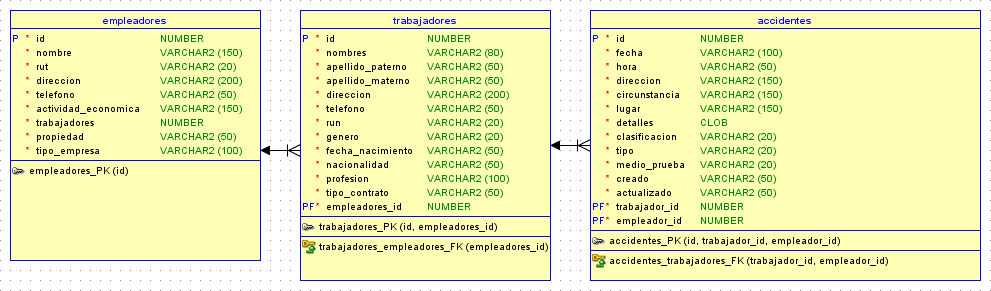 empleadores
P * id NUMBER
* nombre VARCHAR2 (150)
* rut VARCHAR2 (20)
* direccion VARCHAR2 (200)
* telefono VARCHAR2 (50)
* actividad_economica VARCHAR2 (150)
* trabajadores NUMBER
* propiedad VARCHAR2 (50)
* tipo_empresa VARCHAR2 (100)
empleadores_PK (id)
trabajadores
P * id NUMBER
* nombres VARCHAR2 (80)
* apellido_paterno VARCHAR2 (50)
* apellido_materno VARCHAR2 (50)
* direccion VARCHAR2 (200)
* telefono VARCHAR2 (50)
* run VARCHAR2 (20)
* genero VARCHAR2 (20)
* fecha_nacimiento VARCHAR2 (50)
* nacionalidad VARCHAR2 (50)
* profesion VARCHAR2 (100)
* tipo_contrato VARCHAR2 (50)
PF * empleadores_id NUMBER
trabajadores_PK (id, empleadores_id)
trabajadores_empleadores_FK (empleadores_id)
accidentes
P * id NUMBER
* fecha VARCHAR2 (100)
* hora VARCHAR2 (50)
* direccion VARCHAR2 (150)
* circunstancia VARCHAR2 (150)
* lugar VARCHAR2 (150)
* detalles CLOB
* clasificacion VARCHAR2 (20)
* tipo VARCHAR2 (20)
* medio_prueba VARCHAR2 (20)
* creado VARCHAR2 (50)
* actualizado VARCHAR2 (50)
PF * trabajador_id NUMBER
PF * empleador_id NUMBER
accidentes_PK (id, trabajador_id, empleador_id)
accidentes_trabajadores_FK (trabajador_id, empleador_id)